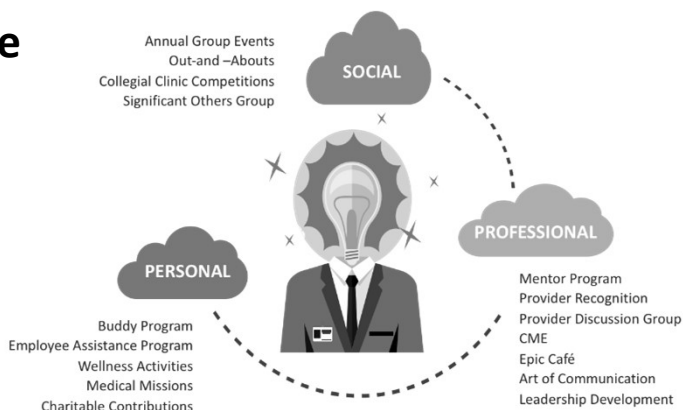 e
Annual Group Events
Out-and –Abouts
Collegial Clinic Competitions
Significant Others Group
SOCIAL
PROFESSIONAL
Mentor Program
Provider Recognition
Provider Discussion Group
CME
Epic Café
Art of Communication
Leadership Development
PERSONAL
Buddy Program
Employee Assistance Program
Wellness Activities
Medical Missions
Charitable Contributions